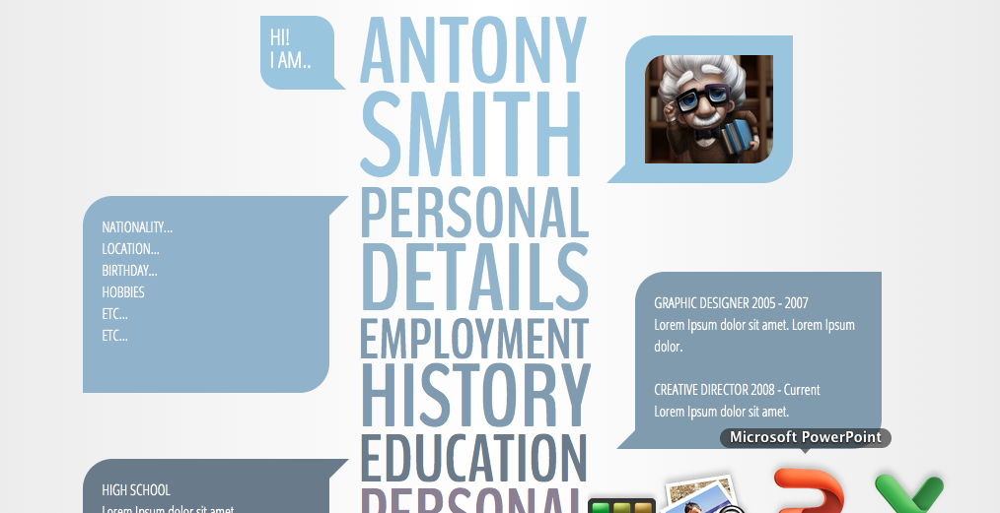 HI!
I AM..
ANTONY
SMITH
PERSONAL
DETAILS
NATIONALITY...
LOCATION...
BIRTHDAY...
HOBBIES
ETC...
ETC...
EMPLOYMENT
HISTORY
GRAPHIC DESIGNER 2005 - 2007
Lorem Ipsum dolor sit amet. Lorem Ipsum
dolor.
CREATIVE DIRECTOR 2008 - Current
Lorem Ipsum dolor sit amet.
Microsoft PowerPoint
EDUCATION
HIGH SCHOOL
Lorem Ipsum dolor sit amet.
PERSONAL